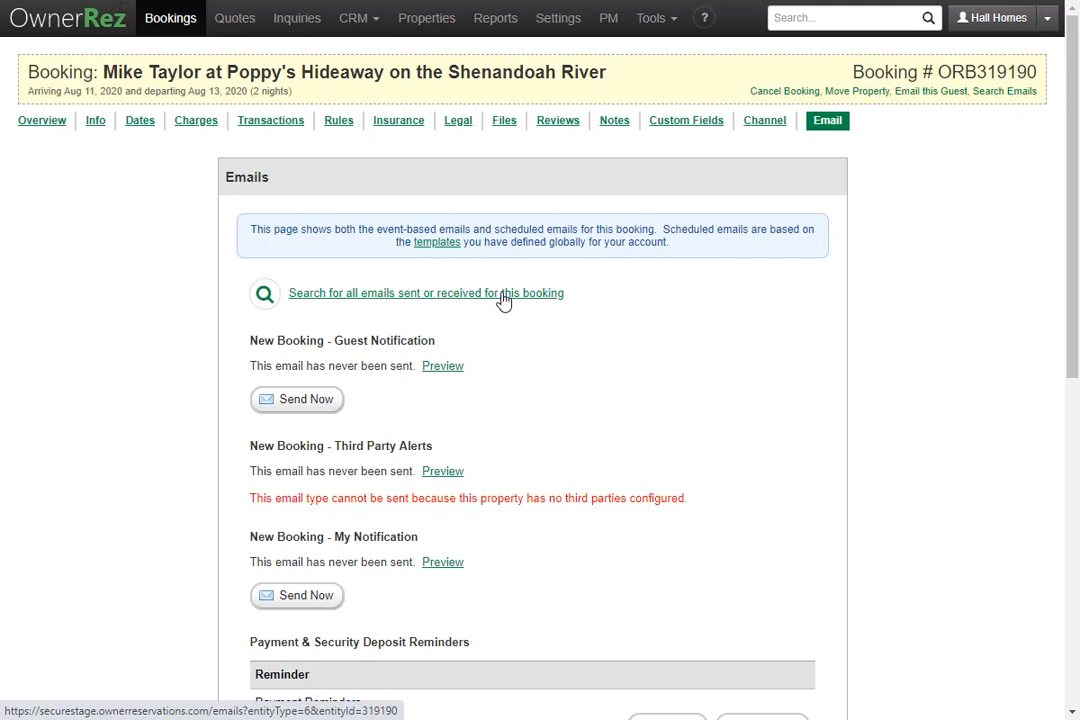 OwnerRez Bookings Quotes Inquiries CRM Properties Reports Settings PM Tools ? Search... Hall Homes
Booking: Mike Taylor at Poppy's Hideaway on the Shenandoah River Booking # ORB319190
Arriving Aug 11, 2020 and departing Aug 13, 2020 (2 nights) Cancel Booking, Move Property, Email this Guest, Search Emails
Overview Info Dates Charges Transactions Rules Insurance Legal Files Reviews Notes Custom Fields Channel Email
Emails
This page shows both the event-based emails and scheduled emails for this booking. Scheduled emails are based on
the templates you have defined globally for your account.
Search for all emails sent or received for this booking
New Booking - Guest Notification
This email has never been sent. Preview
Send Now
New Booking - Third Party Alerts
This email has never been sent. Preview
This email type cannot be sent because this property has no third parties configured.
New Booking - My Notification
This email has never been sent. Preview
Send Now
Payment & Security Deposit Reminders
Reminder
Payment Reminders
https://securestage.ownerreservations.com/emails?entityType=6&entityId=319190